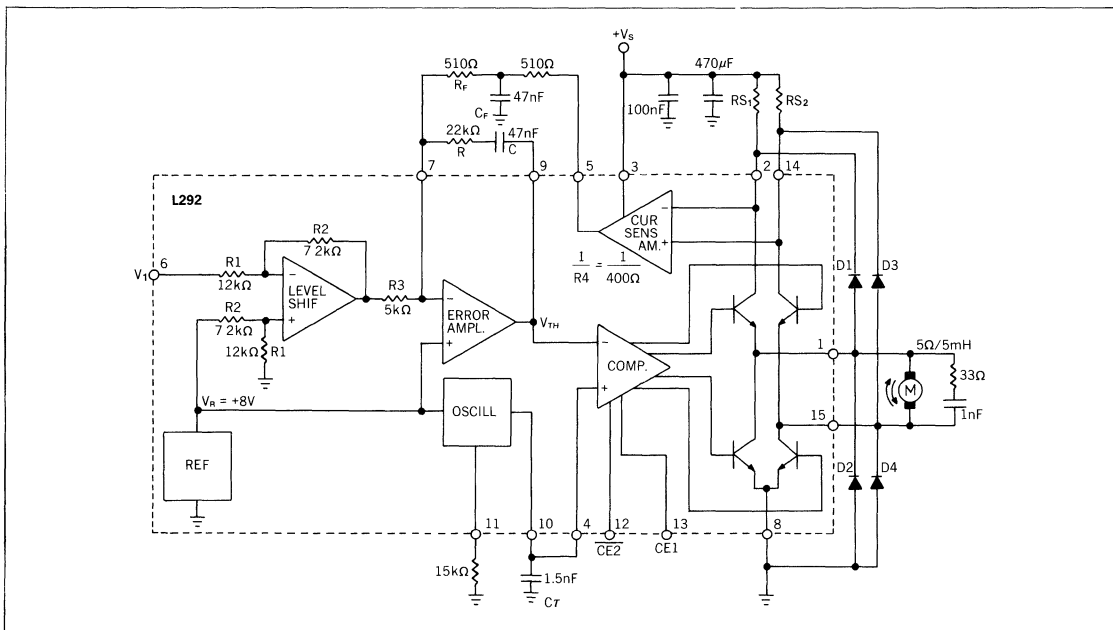 +Vs
510Ω
510Ω
470µF
RF
47nF
CF
100nF
RS1
RS2
22kΩ
47nF
R
C
7
9
5
3
2
14
L292
R2
7 2kΩ
CUR
SENS
AM.
-
+
D1
D3
V1
6
R1
12kΩ
-
LEVEL
SHIF
+
R3
5kΩ
-
ERROR
AMPL.
+
1/R4 = 1/400Ω
R2
7 2kΩ
12kΩ
R1
VTH
-
COMP.
+
1
5Ω/5mH
33Ω
M
1nF
VR = +8V
OSCILL
15
REF
D2
D4
11
10
4
12
13
8
CE2
CE1
15kΩ
1.5nF
CT